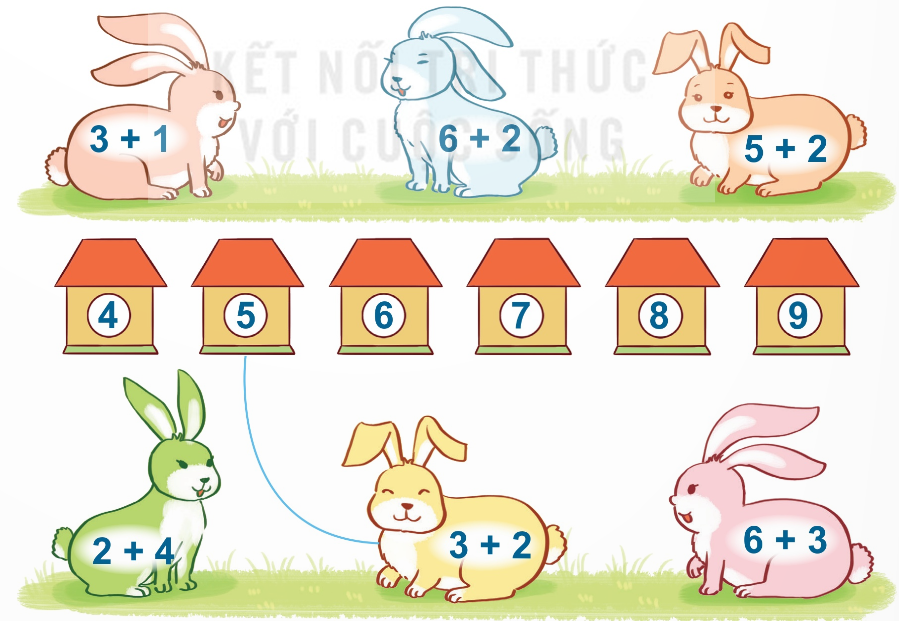 KẾT NỐI TRI THỨC
VỚI CUỘC SỐNG
3 + 1
6 + 2
5 + 2
4
5
6
7
8
9
2 + 4
3 + 2
6 + 3